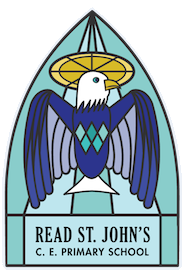 READ ST. JOHN'S
C. E. PRIMARY SCHOOL